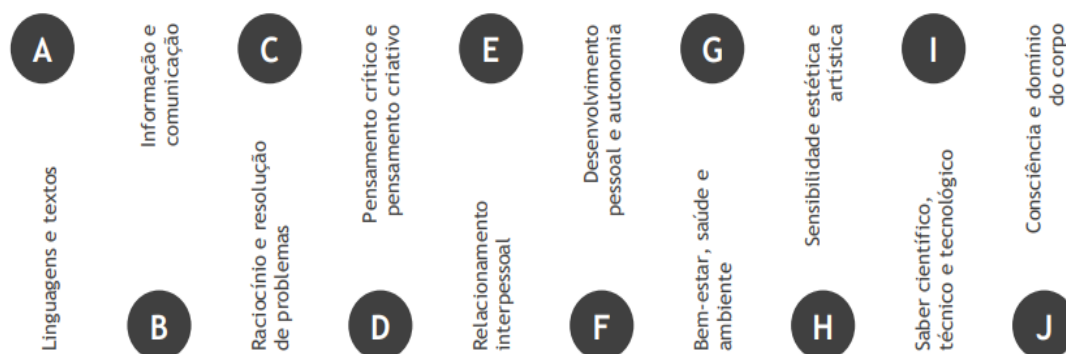 A
Linguagens e textos
B
Informação e
comunicação
C
Raciocínio e resolução
de problemas
D
Pensamento crítico e
pensamento criativo
E
Relacionamento
interpessoal
F
Desenvolvimento
pessoal e autonomia
G
Bem-estar, saúde e
ambiente
H
Sensibilidade estética e
artística
I
Saber científico,
técnico e tecnológico
J
Consciência e domínio
do corpo